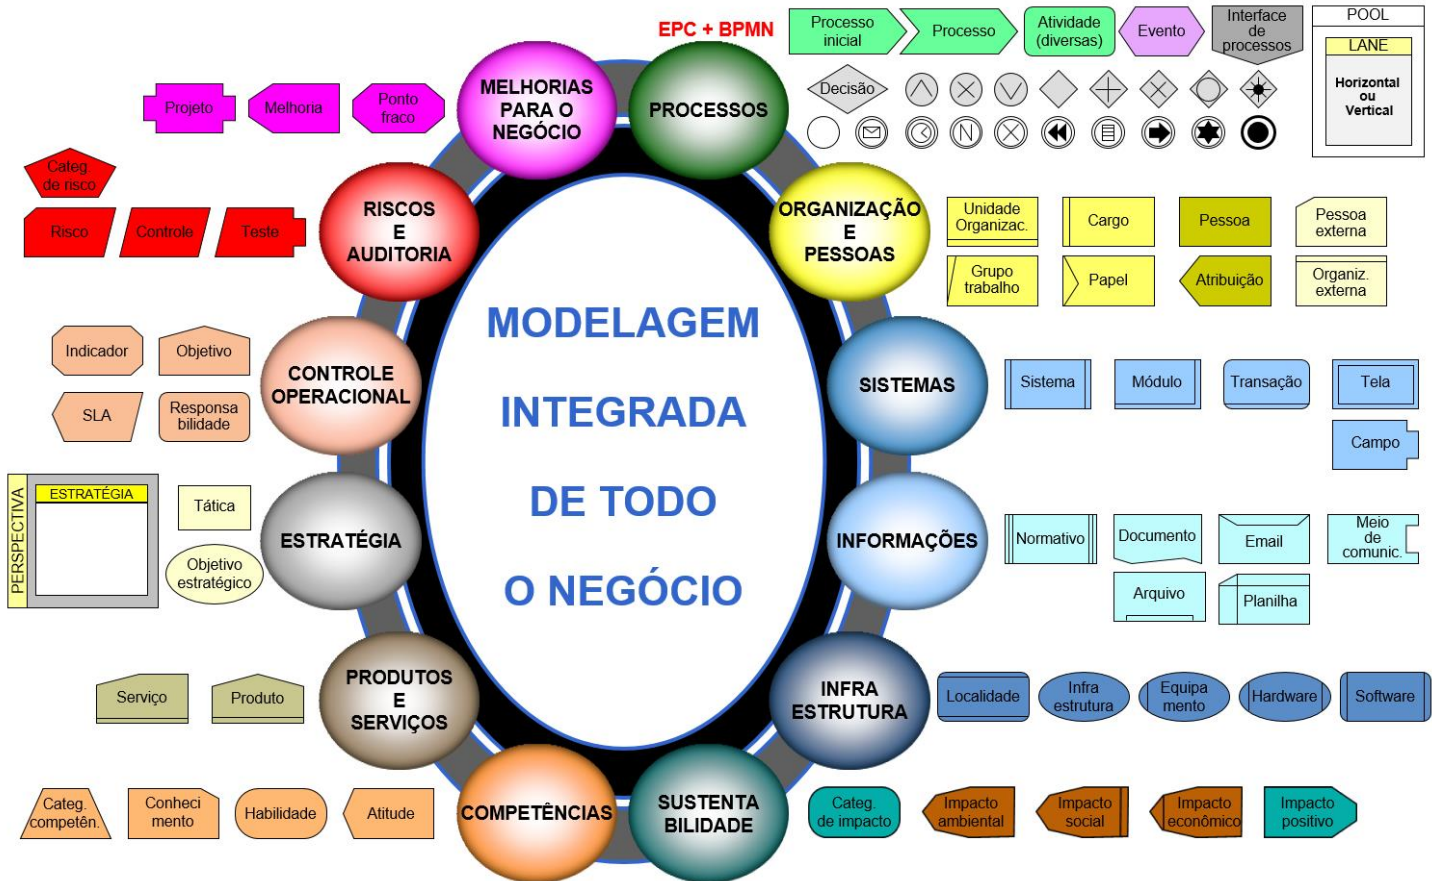 EPC + BPMN
Processo
inicial
Processo
Atividade
(diversas)
Evento
Interface
de
processos
POOL
LANE
Horizontal
ou
Vertical
Decisão
MELHORIAS
PARA O
NEGÓCIO
PROCESSOS
Projeto
Melhoria
Ponto
fraco
Categ.
de risco
Risco
Controle
Teste
RISCOS
E
AUDITORIA
ORGANIZAÇÃO
E
PESSOAS
Unidade
Organizac.
Cargo
Pessoa
Pessoa
externa
Grupo
trabalho
Papel
Atribuição
Organiz.
externa
MODELAGEM
INTEGRADA
DE TODO
O NEGÓCIO
Indicador
Objetivo
SLA
Responsa
bilidade
CONTROLE
OPERACIONAL
SISTEMAS
Sistema
Módulo
Transação
Tela
Campo
PERSPECTIVA
ESTRATÉGIA
Tática
Objetivo
estratégico
ESTRATÉGIA
INFORMAÇÕES
Normativo
Documento
Email
Meio
de
comunic.
Arquivo
Planilha
Serviço
Produto
PRODUTOS
E
SERVIÇOS
INFRA
ESTRUTURA
Localidade
Infra
estrutura
Equipa
mento
Hardware
Software
Categ.
competên.
Conheci
mento
Habilidade
Atitude
COMPETÊNCIAS
SUSTENTA
BILIDADE
Categ.
de impacto
Impacto
ambiental
Impacto
social
Impacto
econômico
Impacto
positivo